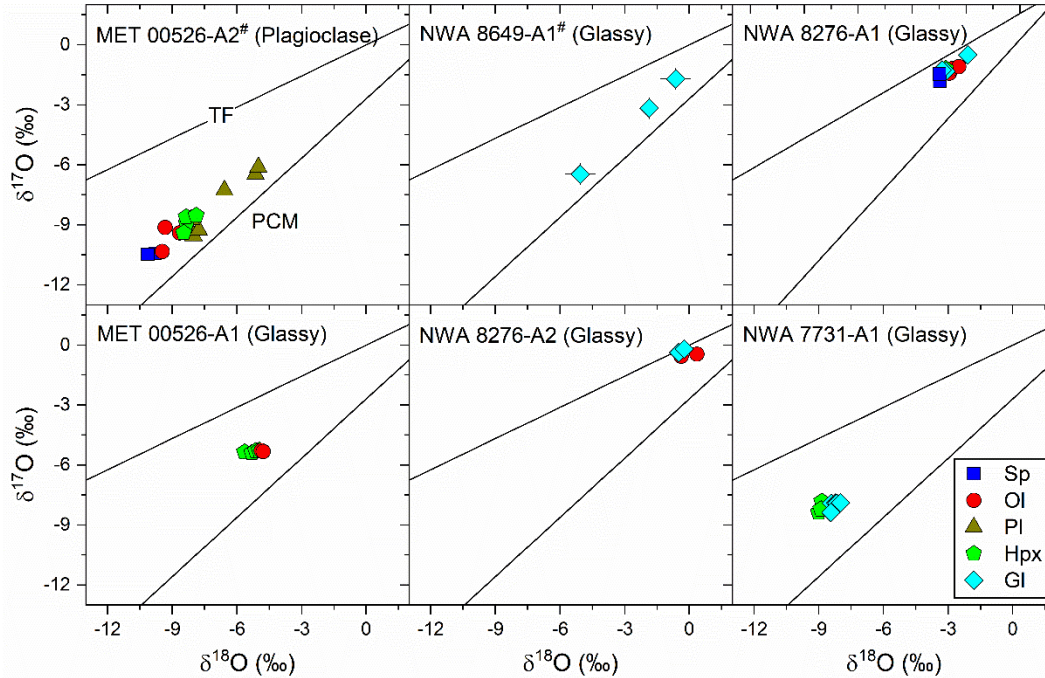 MET 00526-A2# (Plagioclase)
NWA 8649-A1# (Glassy)
NWA 8276-A1 (Glassy)
TF
PCM
δ17O (‰)
0
-3
-6
-9
-12
MET 00526-A1 (Glassy)
NWA 8276-A2 (Glassy)
NWA 7731-A1 (Glassy)
δ17O (‰)
0
-3
-6
-9
-12
Sp
Ol
Pl
Hpx
Gl
-12 -9 -6 -3 0
-12 -9 -6 -3 0
-12 -9 -6 -3 0
δ18O (‰)
δ18O (‰)
δ18O (‰)